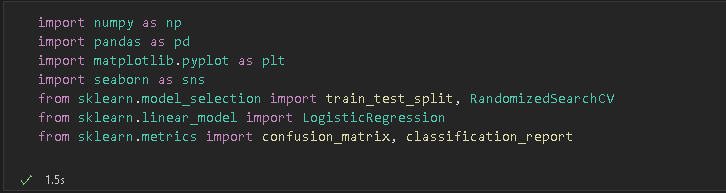 import numpy as np
import pandas as pd
import matplotlib.pyplot as plt
import seaborn as sns
from sklearn.model_selection import train_test_split, RandomizedSearchCV
from sklearn.linear_model import LogisticRegression
from sklearn.metrics import confusion_matrix, classification_report
✓ 1.5s